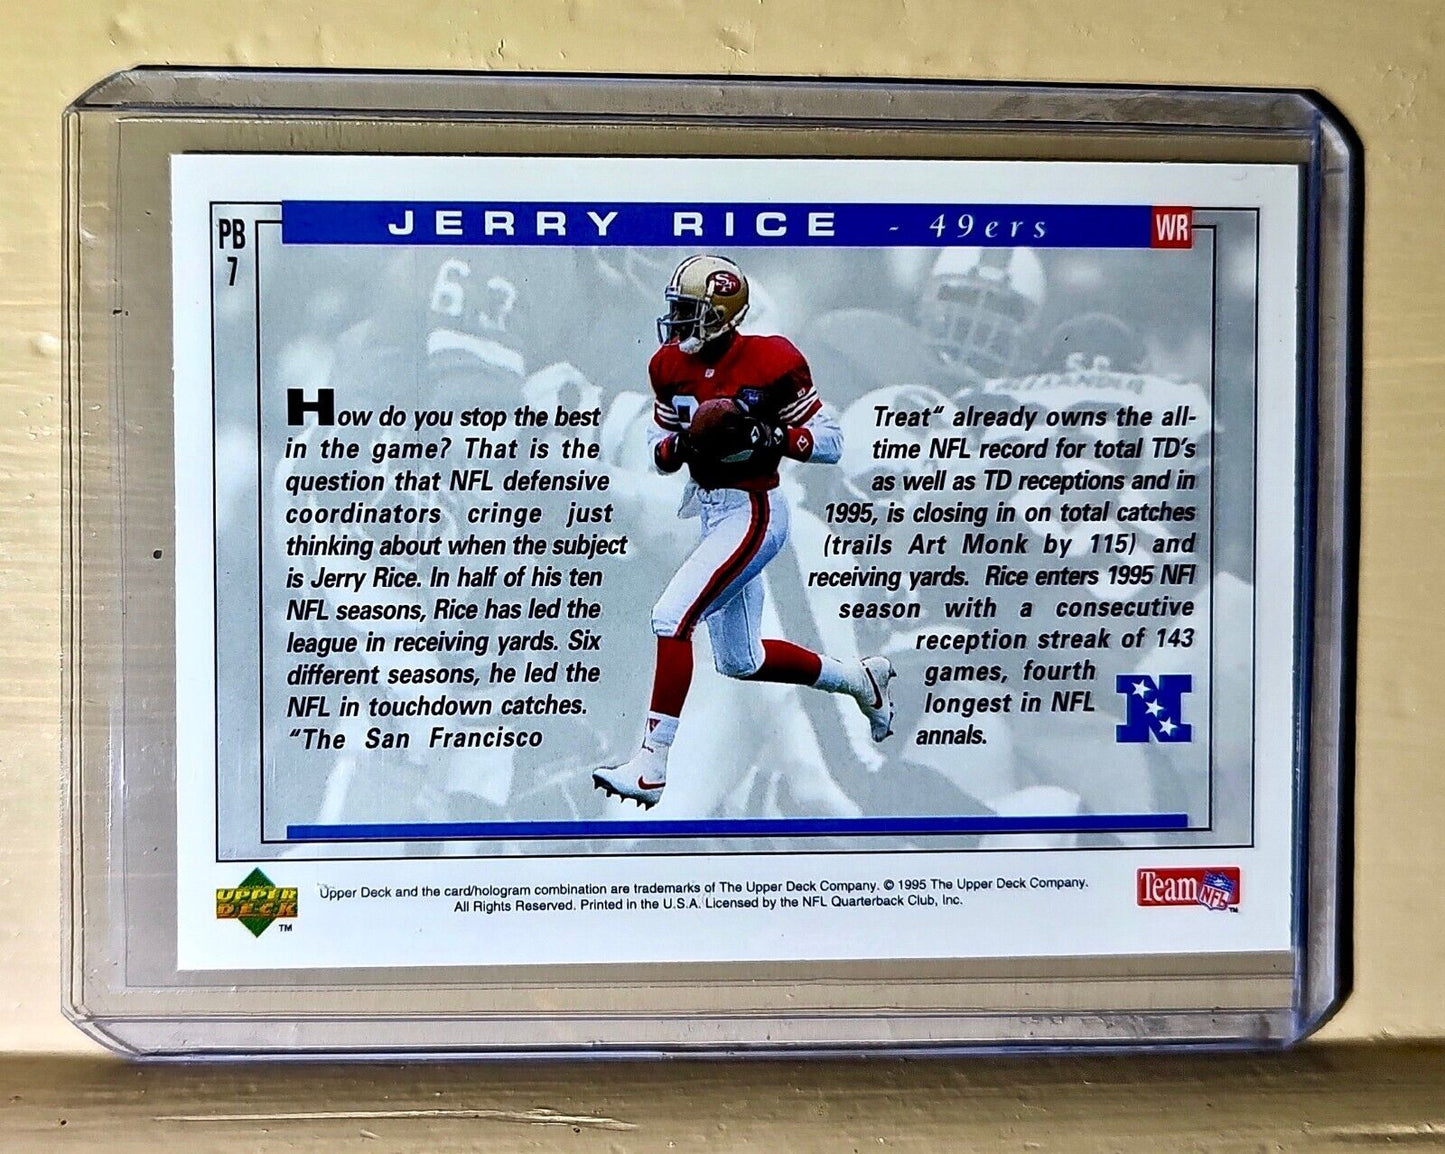 PB
7
JERRY RICE - 49ers
WR
How do you stop the best
in the game? That is the
question that NFL defensive
coordinators cringe just
thinking about when the subject
is Jerry Rice. In half of his ten
NFL seasons, Rice has led the
league in receiving yards. Six
different seasons, he led the
NFL in touchdown catches.
"The San Francisco
Treat" already owns the all-
time NFL record for total TD's
as well as TD receptions and in
1995, is closing in on total catches
(trails Art Monk by 115) and
receiving yards. Rice enters 1995 NFl
season with a consecutive
reception streak of 143
games, fourth
longest in NFL
annals.
N
63
ALEXANDER
SF
UPPER
DECK
TM
Upper Deck and the card/hologram combination are trademarks of The Upper Deck Company. © 1995 The Upper Deck Company.
All Rights Reserved. Printed in the U.S.A. Licensed by the NFL Quarterback Club, Inc.
Team NFL
TM